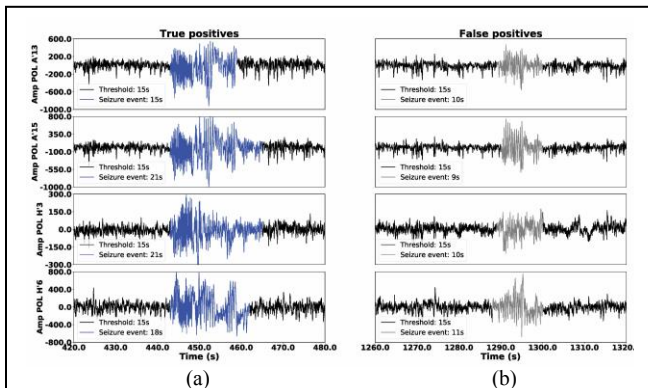 True positives
False positives
Amp POL A'13
600.0
200.0
-200.0
-600.0
-1000.0
Threshold: 15s
Seizure event: 15s
Threshold: 15s
Seizure event: 10s
Amp POL A'15
800.0
350.0
-100.0
-550.0
-1000.0
Threshold: 15s
Seizure event: 21s
Threshold: 15s
Seizure event: 9s
Amp POL H'3
300.0
150.0
0.0
-150.0
-300.0
Threshold: 15s
Seizure event: 21s
Threshold: 15s
Seizure event: 10s
Amp POL H'6
800.0
400.0
0.0
-400.0
-800.0
Threshold: 15s
Seizure event: 18s
Threshold: 15s
Seizure event: 11s
420.0 430.0 440.0 450.0 460.0 470.0 480.0
1260.0 1270.0 1280.0 1290.0 1300.0 1310.0 1320.
Time (s)
Time (s)
(a)
(b)